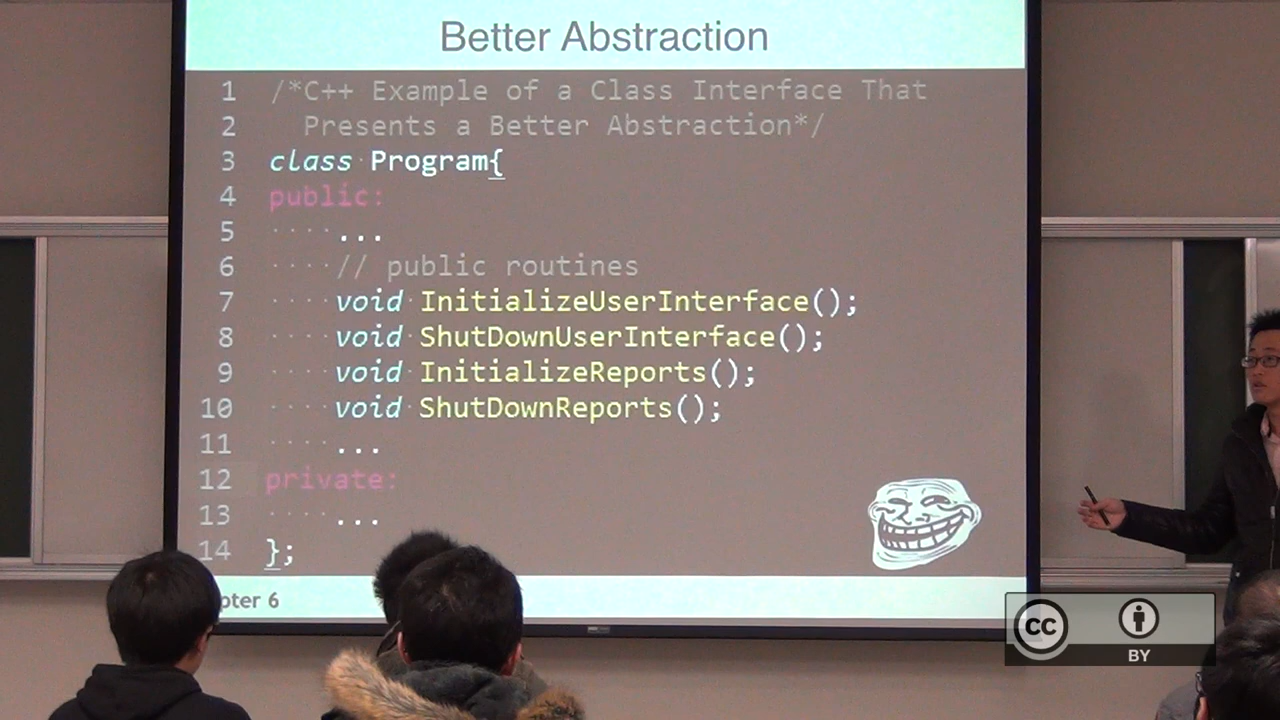 Better Abstraction
1 /*C++ Example of a Class Interface That
2 Presents a Better Abstraction*/
3 class Program{
4 public:
5 ...
6 // public routines
7 void InitializeUserInterface();
8 void ShutDownUserInterface();
9 void InitializeReports();
10 void ShutDownReports();
11 ...
12 private:
13 ...
14 };
pter 6
CC
BY